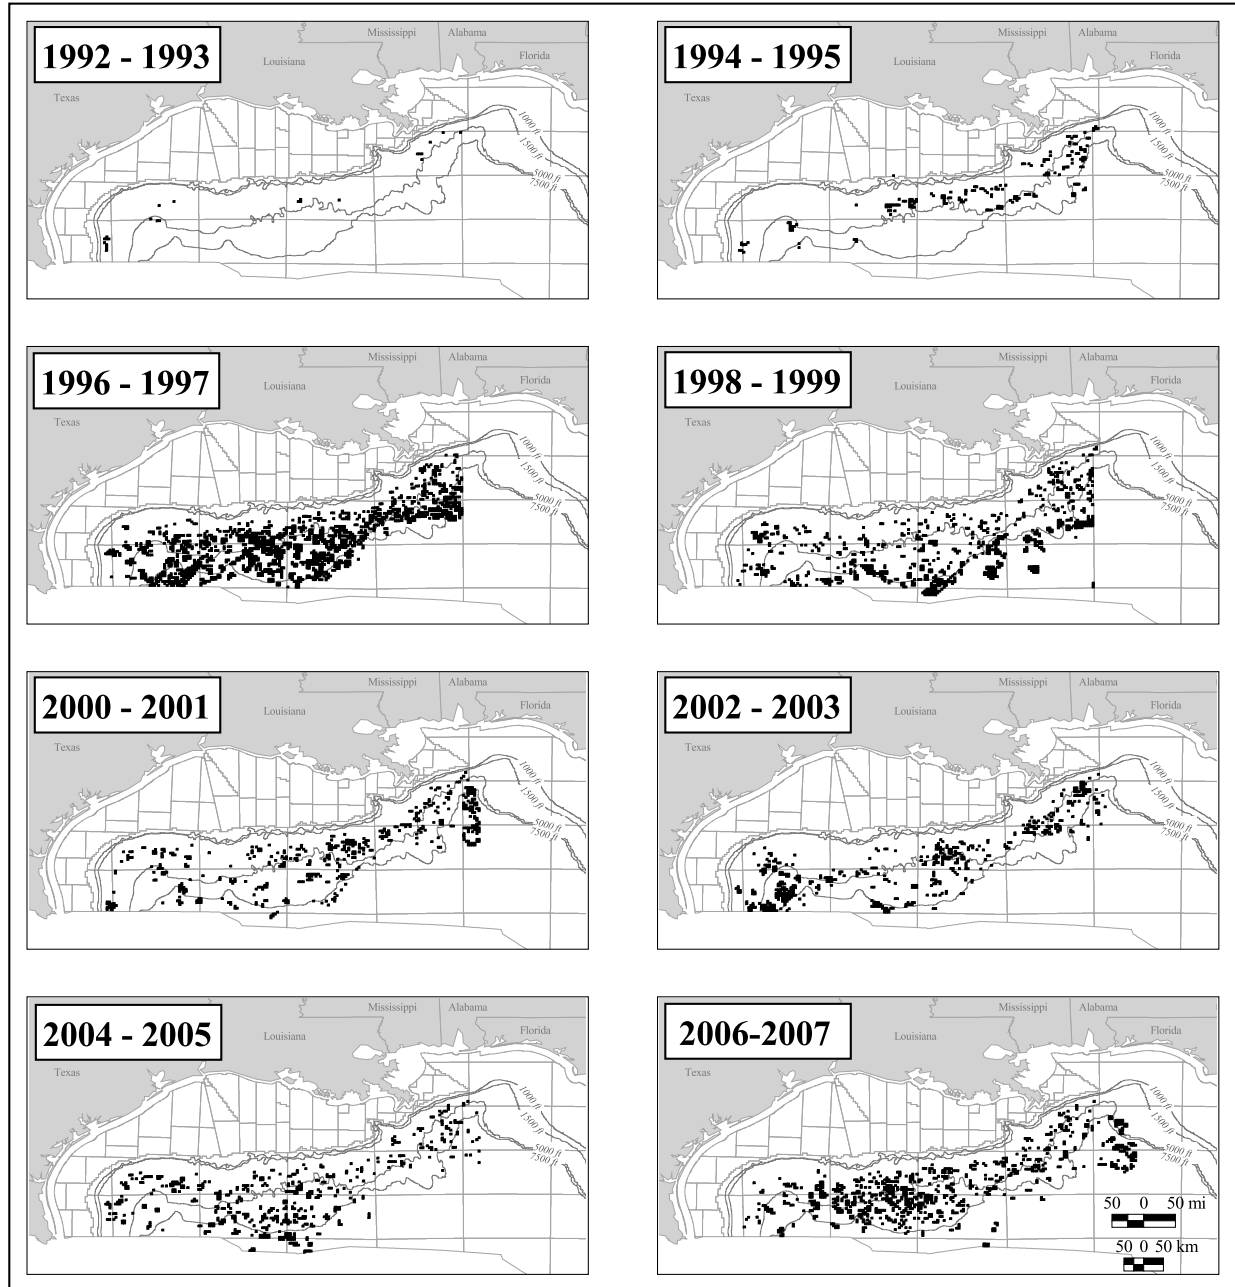 1992 - 1993
Mississippi
Alabama
Florida
Louisiana
Texas
1000 ft
1500 ft
5000 ft
7500 ft
1994 - 1995
Mississippi
Alabama
Florida
Louisiana
Texas
1000 ft
1500 ft
5000 ft
7500 ft
1996 - 1997
Mississippi
Alabama
Florida
Louisiana
Texas
1000 ft
1500 ft
5000 ft
7500 ft
1998 - 1999
Mississippi
Alabama
Florida
Louisiana
Texas
1000 ft
1500 ft
5000 ft
7500 ft
2000 - 2001
Mississippi
Alabama
Florida
Louisiana
Texas
1000 ft
1500 ft
5000 ft
7500 ft
2002 - 2003
Mississippi
Alabama
Florida
Louisiana
Texas
1000 ft
1500 ft
5000 ft
7500 ft
2004 - 2005
Mississippi
Alabama
Florida
Louisiana
Texas
1000 ft
1500 ft
5000 ft
7500 ft
2006-2007
Mississippi
Alabama
Florida
Louisiana
Texas
1000 ft
1500 ft
5000 ft
7500 ft
50 0 50 mi
50 0 50 km